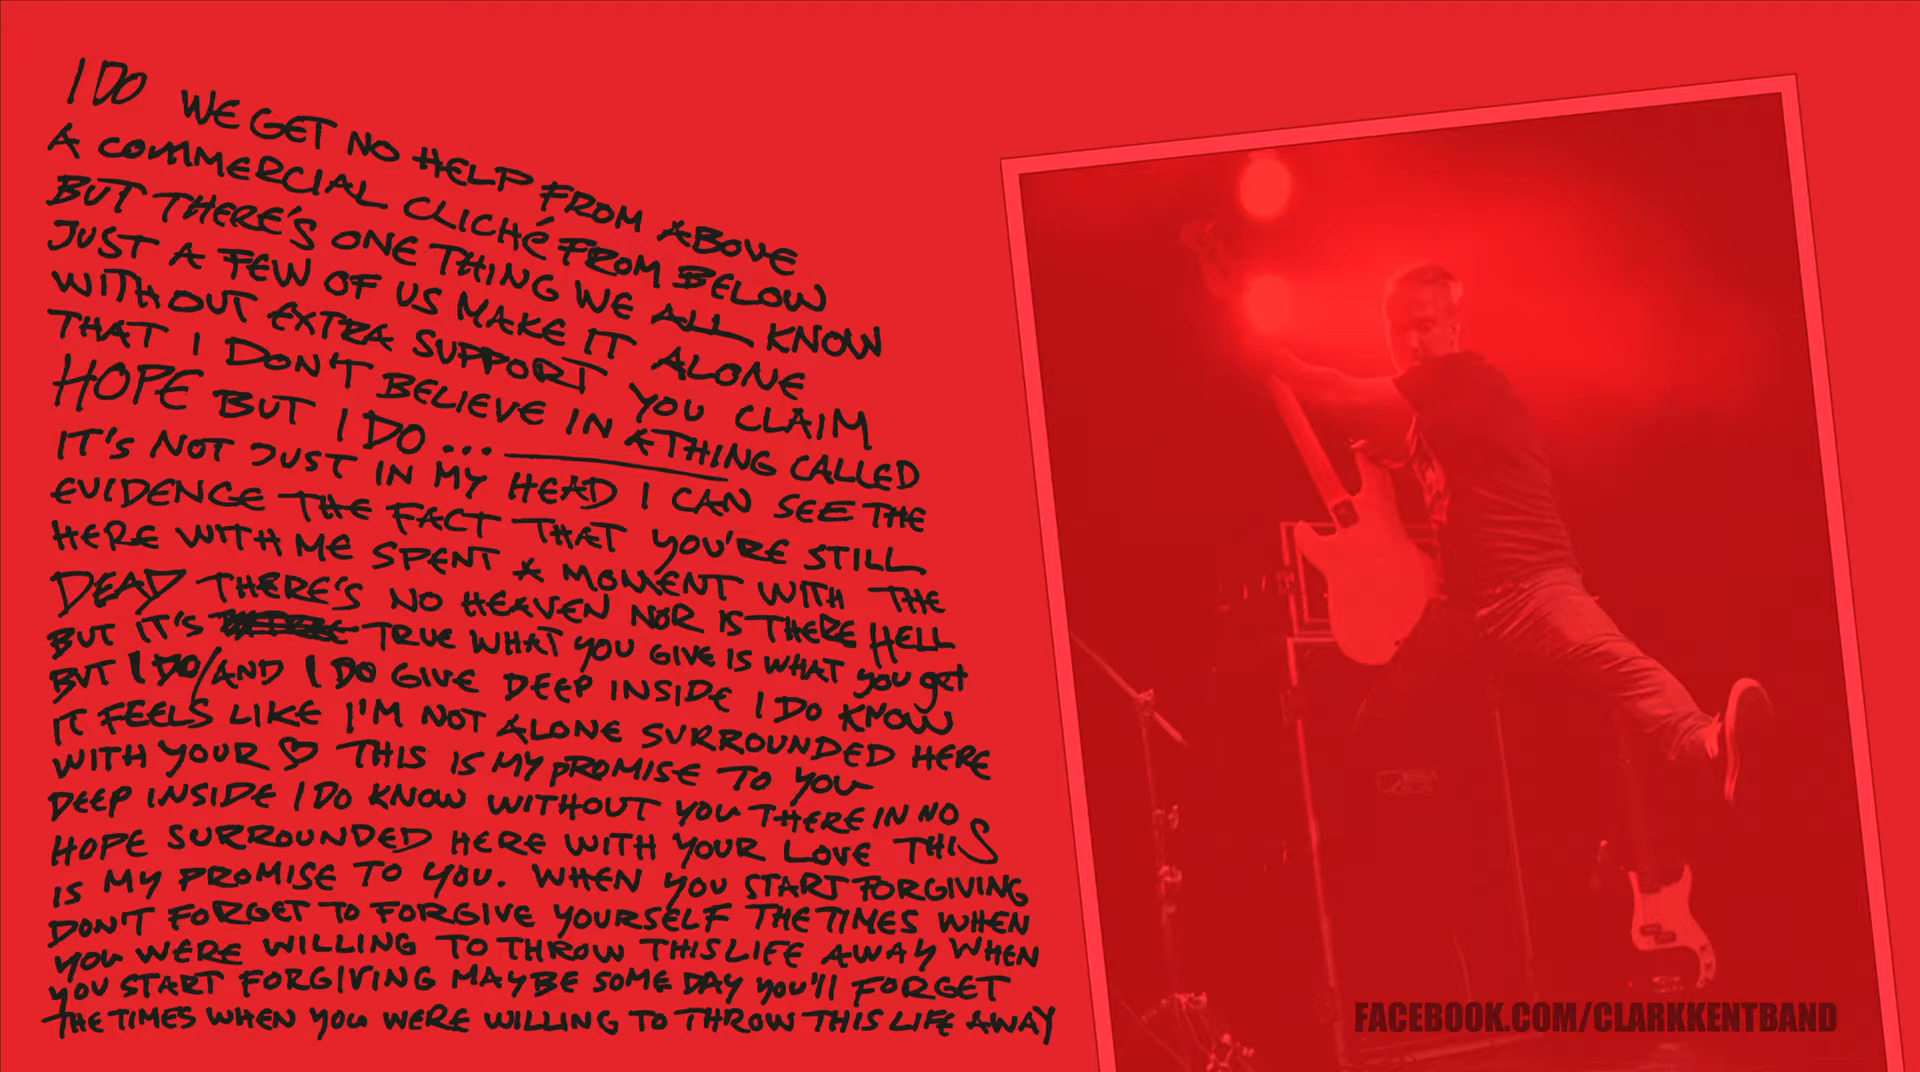 I DO WE GET NO HELP FROM ABOVE
A COMMERCIAL CLICHÉ FROM BELOW
BUT THERE'S ONE THING WE ALL KNOW
JUST A FEW OF US MAKE IT ALONE
WITHOUT EXTRA SUPPORT YOU CLAIM
THAT I DON'T BELIEVE IN A THING CALLED
HOPE BUT I DO...
IT'S NOT JUST IN MY HEAD I CAN SEE THE
EVIDENCE THE FACT THAT YOU'RE STILL
HERE WITH ME SPENT A MOMENT WITH THE
DEAD THERE'S NO HEAVEN NOR IS THERE HELL
BUT IT'S TRUE WHAT YOU GIVE IS WHAT YOU get
BUT I DO/AND I DO GIVE DEEP INSIDE I DO KNOW
IT FEELS LIKE I'M NOT ALONE SURROUNDED HERE
WITH YOUR ♡ THIS IS MY PROMISE TO YOU
DEEP INSIDE I DO KNOW WITHOUT YOU THERE IN NO
HOPE SURROUNDED HERE WITH YOUR LOVE THIS
IS MY PROMISE TO YOU. WHEN YOU START FORGIVING
DON'T FORGET TO FORGIVE YOURSELF THE TIMES WHEN
YOU WERE WILLING TO THROW THIS LIFE AWAY WHEN
YOU START FORGIVING MAYBE SOME DAY YOU'll FORGET
THE TIMES WHEN YOU WERE WILLING TO THROW THIS LIFE AWAY
FACEBOOK.COM/CLARKKENTBAND